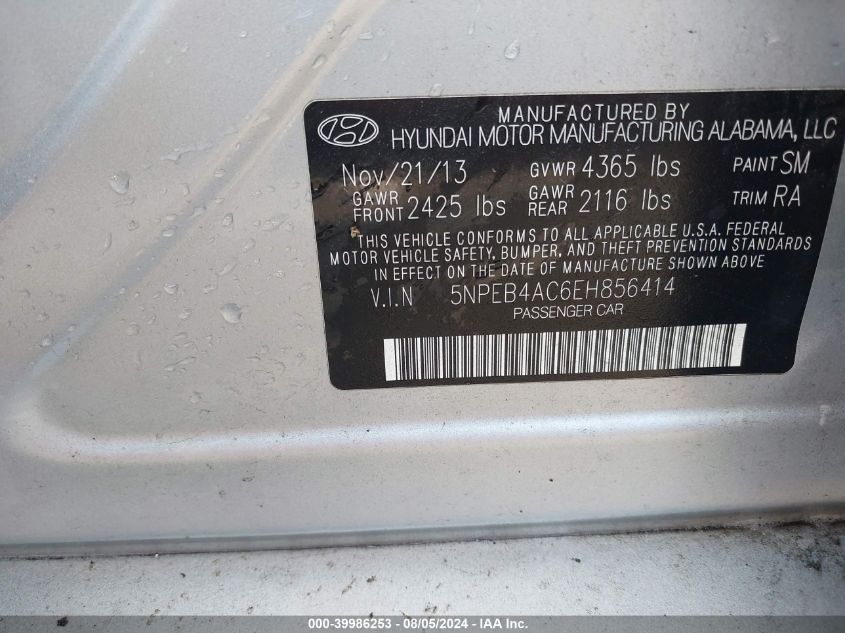 MANUFACTURED BY
HYUNDAI MOTOR MANUFACTURING ALABAMA, LLC
Nov/21/13 GVWR 4365 lbs PAINT SM
GAWR FRONT 2425 lbs GAWR REAR 2116 lbs TRIM RA
THIS VEHICLE CONFORMS TO ALL APPLICABLE U.S.A. FEDERAL
MOTOR VEHICLE SAFETY, BUMPER, AND THEFT PREVENTION STANDARDS
IN EFFECT ON THE DATE OF MANUFACTURE SHOWN ABOVE
V.I.N 5NPEB4AC6EH856414
PASSENGER CAR
000-39986253 - 08/05/2024 - IAA Inc.